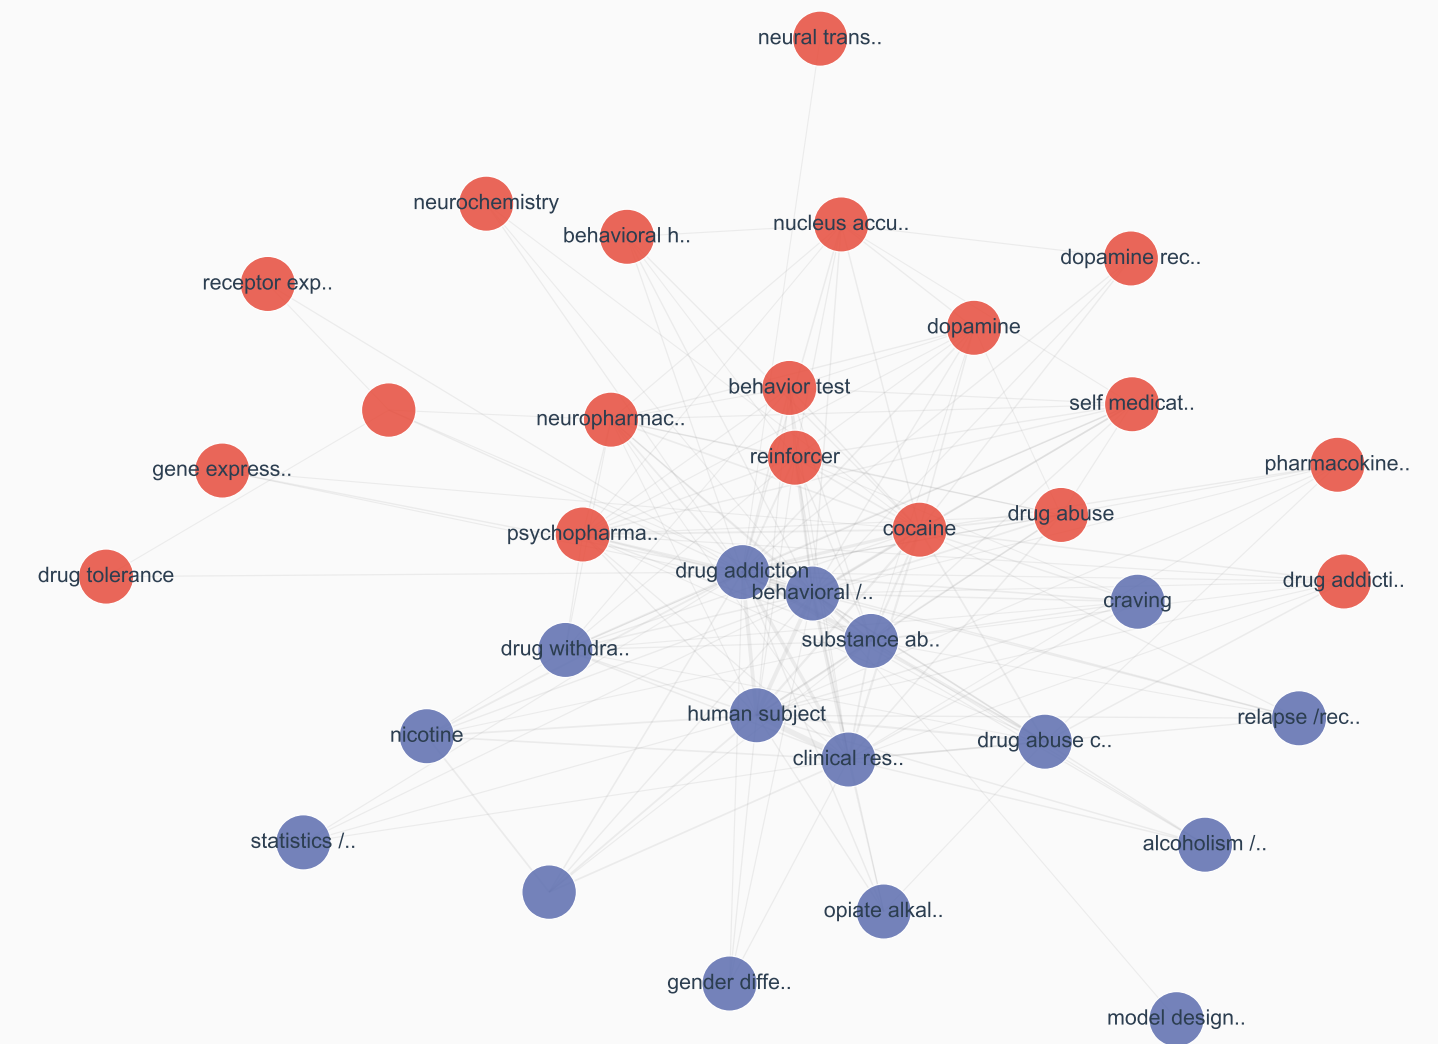 neural trans..
neurochemistry
behavioral h..
nucleus accu..
dopamine rec..
receptor exp..
dopamine
behavior test
self medicat..
neuropharmac..
reinforcer
pharmacokine..
gene express..
drug abuse
cocaine
psychopharma..
drug addiction
drug tolerance
drug addicti..
behavioral /..
craving
substance ab..
drug withdra..
human subject
relapse /rec..
nicotine
drug abuse c..
clinical res..
statistics /..
alcoholism /..
opiate alkal..
gender diffe..
model design..